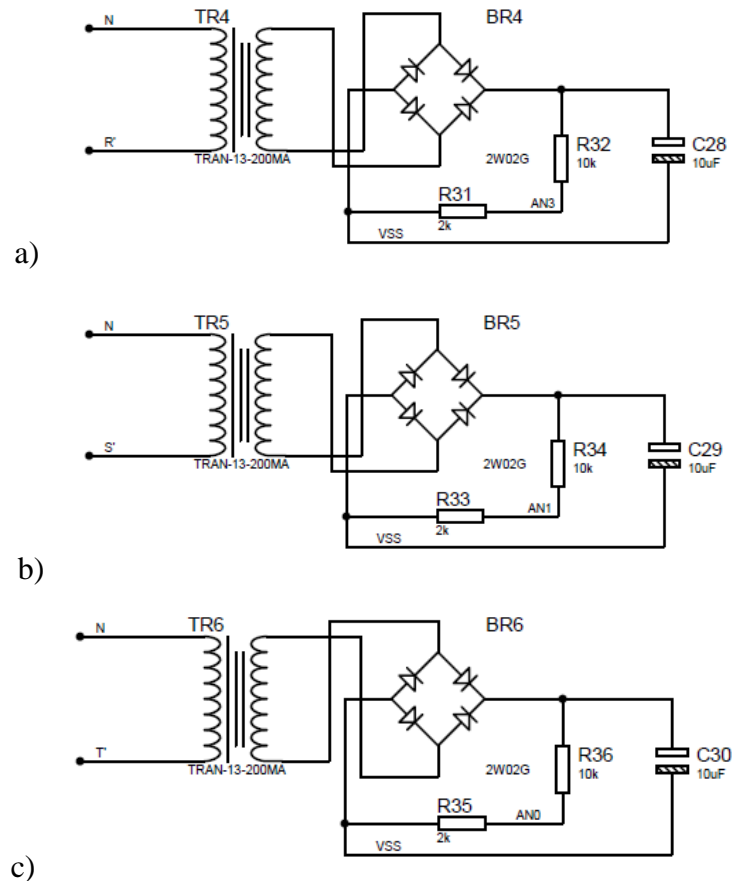 TR4 BR4
N
R'
TRAN-13-200MA
2W02G
R32
10k
C28
10uF
R31
2k
AN3
VSS
a)
TR5 BR5
N
S'
TRAN-13-200MA
2W02G
R34
10k
C29
10uF
R33
2k
AN1
VSS
b)
TR6 BR6
N
T'
TRAN-13-200MA
2W02G
R36
10k
C30
10uF
R35
2k
AN0
VSS
c)